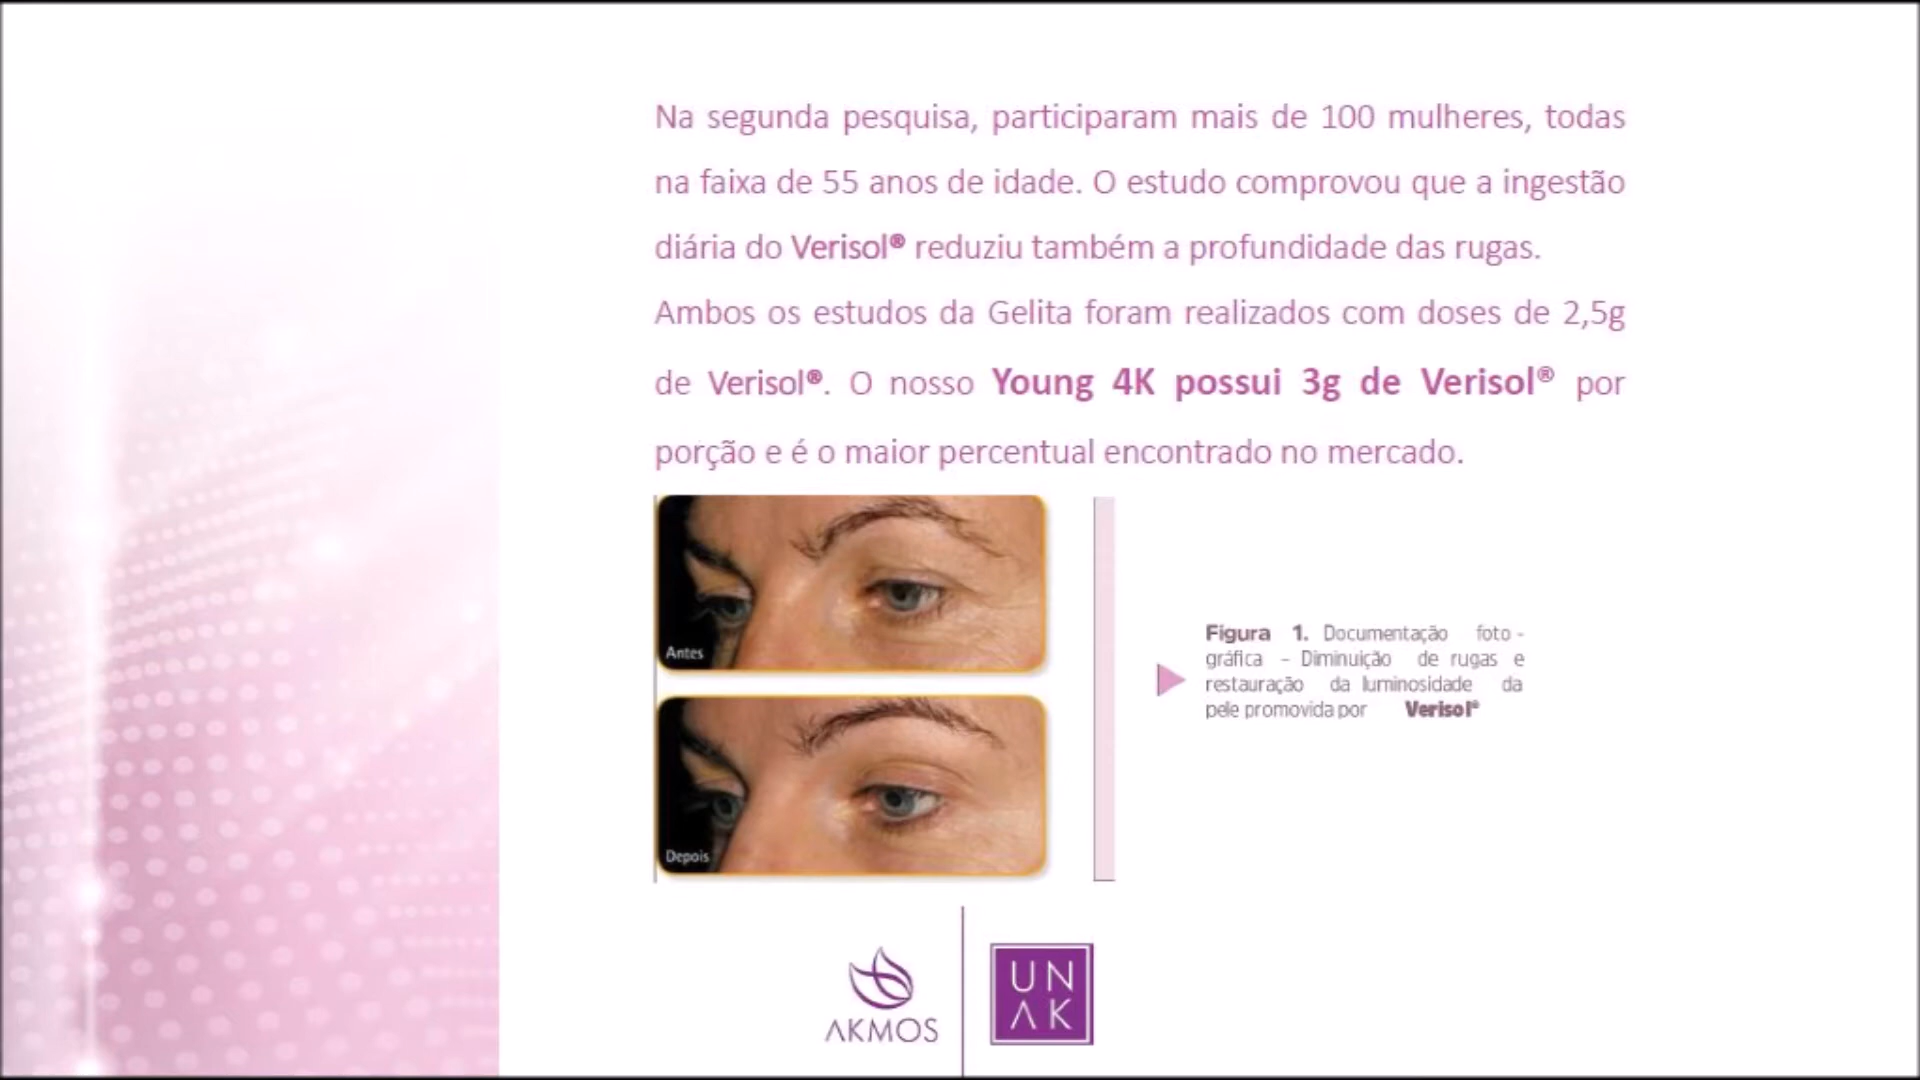 Na segunda pesquisa, participaram mais de 100 mulheres, todas
na faixa de 55 anos de idade. O estudo comprovou que a ingestão
diária do Verisol® reduziu também a profundidade das rugas.
Ambos os estudos da Gelita foram realizados com doses de 2,5g
de Verisol®. O nosso Young 4K possui 3g de Verisol® por
porção e é o maior percentual encontrado no mercado.
Antes
Depois
Figura 1. Documentação foto-
gráfica – Diminuição de rugas e
restauração da luminosidade da
pele promovida por Verisol®
AKMOS
UN
AK